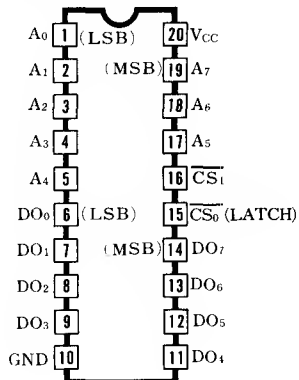 A₀ 1 (LSB) 20 VCC
A₁ 2 (MSB) 19 A₇
A₂ 3 18 A₆
A₃ 4 17 A₅
A₄ 5 16 C̅S̅₁
DO₀ 6 (LSB) 15 C̅S̅₀ (LATCH)
DO₁ 7 (MSB) 14 DO₇
DO₂ 8 13 DO₆
DO₃ 9 12 DO₅
GND 10 11 DO₄